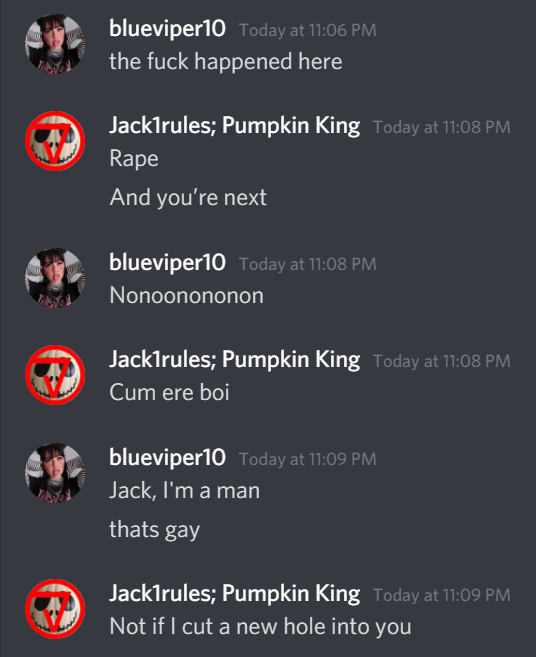 blueviper10 Today at 11:06 PM
the fuck happened here
Jack1rules; Pumpkin King Today at 11:08 PM
Rape
And you’re next
blueviper10 Today at 11:08 PM
Nonoonononon
Jack1rules; Pumpkin King Today at 11:08 PM
Cum ere boi
blueviper10 Today at 11:09 PM
Jack, I'm a man
thats gay
Jack1rules; Pumpkin King Today at 11:09 PM
Not if I cut a new hole into you